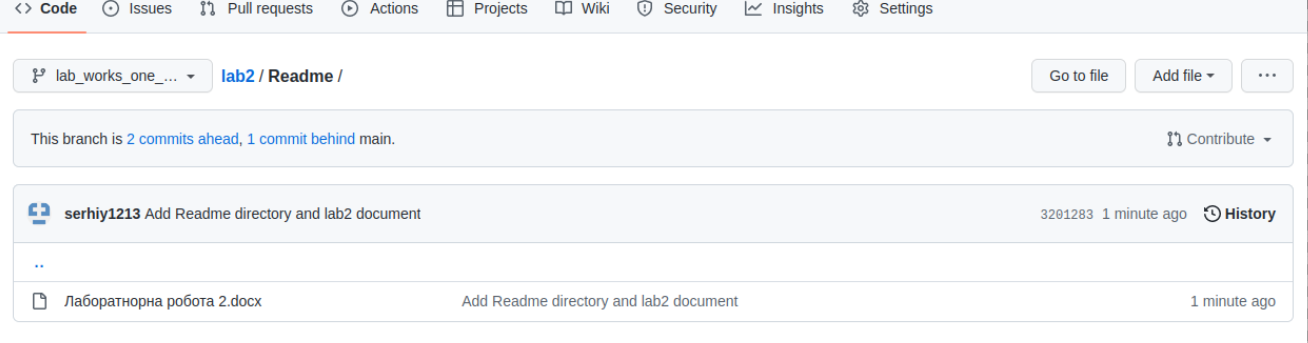 Code Issues Pull requests Actions Projects Wiki Security Insights Settings
lab_works_one_... lab2 / Readme / Go to file Add file ...
This branch is 2 commits ahead, 1 commit behind main. Contribute
serhiy1213 Add Readme directory and lab2 document 3201283 1 minute ago History
..
Лаборатнорна робота 2.docx Add Readme directory and lab2 document 1 minute ago